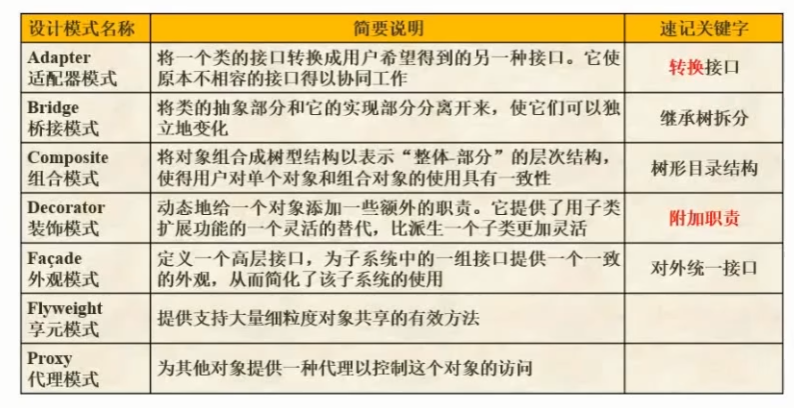 设计模式名称 简要说明 速记关键字
Adapter
适配器模式
将一个类的接口转换成用户希望得到的另一种接口。它使
原本不相容的接口得以协同工作
转换接口
Bridge
桥接模式
将类的抽象部分和它的实现部分分离开来，使它们可以独
立地变化
继承树拆分
Composite
组合模式
将对象组合成树型结构以表示“整体-部分”的层次结构，
使得用户对单个对象和组合对象的使用具有一致性
树形目录结构
Decorator
装饰模式
动态地给一个对象添加一些额外的职责。它提供了用子类
扩展功能的一个灵活的替代，比派生一个子类更加灵活
附加职责
Façade
外观模式
定义一个高层接口，为子系统中的一组接口提供一个一致
的外观，从而简化了该子系统的使用
对外统一接口
Flyweight
享元模式
提供支持大量细粒度对象共享的有效方法
Proxy
代理模式
为其他对象提供一种代理以控制这个对象的访问